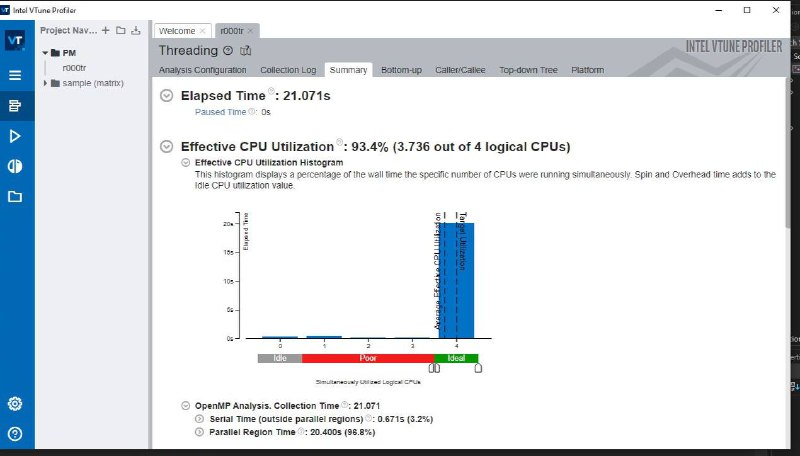 Intel VTune Profiler
VT
Project Nav...
PM
r000tr
sample (matrix)
Welcome
r000tr
Threading
INTEL VTUNE PROFILER
Analysis Configuration
Collection Log
Summary
Bottom-up
Caller/Callee
Top-down Tree
Platform
Elapsed Time : 21.071s
Paused Time : 0s
Effective CPU Utilization : 93.4% (3.736 out of 4 logical CPUs)
Effective CPU Utilization Histogram
This histogram displays a percentage of the wall time the specific number of CPUs were running simultaneously. Spin and Overhead time adds to the
Idle CPU utilization value.
Elapsed Time
20s
15s
10s
5s
0s
Average Effective CPU Utilization
Target Utilization
0 1 2 3 4
Idle Poor Ideal
Simultaneously Utilized Logical CPUs
OpenMP Analysis. Collection Time : 21.071
Serial Time (outside parallel regions) : 0.671s (3.2%)
Parallel Region Time : 20.400s (96.8%)